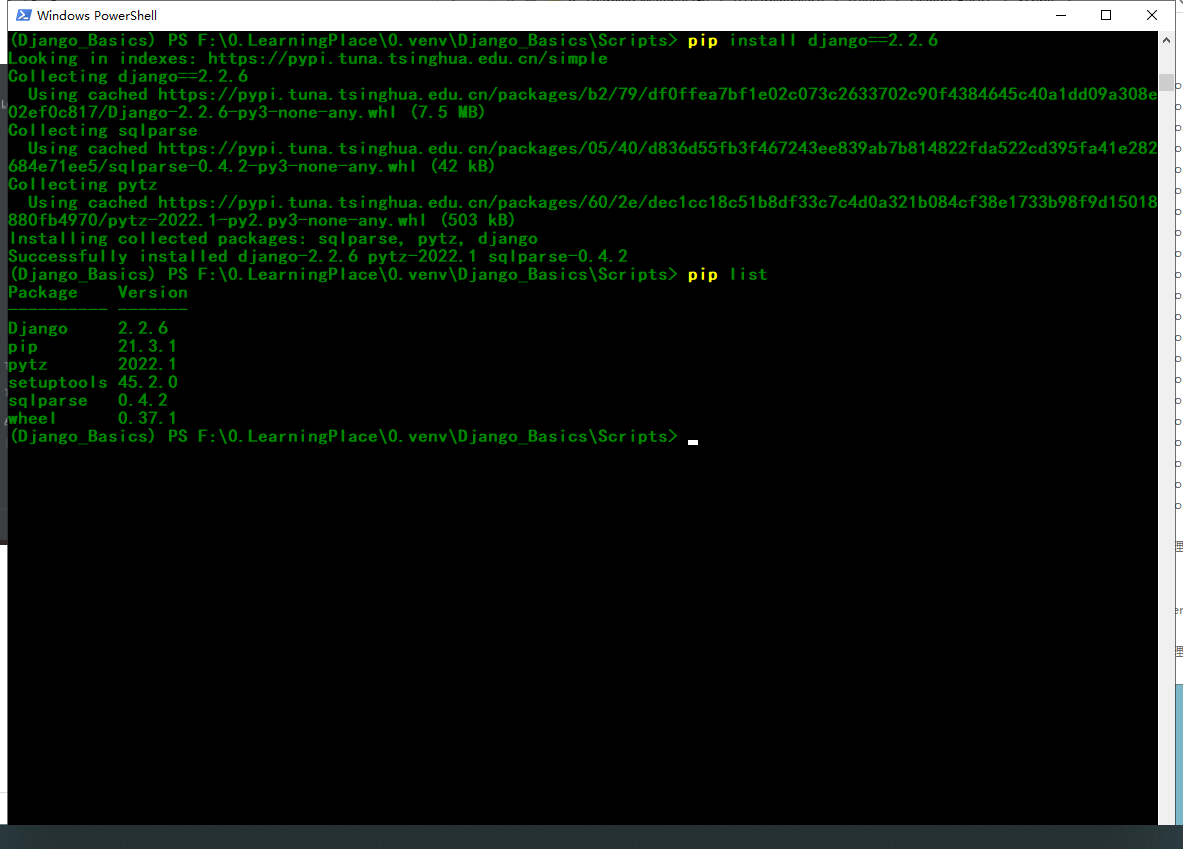 Windows PowerShell
(Django_Basics) PS F:\0.LearningPlace\0.venv\Django_Basics\Scripts> pip install django==2.2.6
Looking in indexes: https://pypi.tuna.tsinghua.edu.cn/simple
Collecting django==2.2.6
  Using cached https://pypi.tuna.tsinghua.edu.cn/packages/b2/79/df0ffea7bf1e02c073c2633702c90f4384645c40a1dd09a308e
02ef0c817/Django-2.2.6-py3-none-any.whl (7.5 MB)
Collecting sqlparse
  Using cached https://pypi.tuna.tsinghua.edu.cn/packages/05/40/d836d55fb3f467243ee839ab7b814822fda522cd395fa41e282
684e71ee5/sqlparse-0.4.2-py3-none-any.whl (42 kB)
Collecting pytz
  Using cached https://pypi.tuna.tsinghua.edu.cn/packages/60/2e/dec1cc18c51b8df33c7c4d0a321b084cf38e1733b98f9d15018
880fb4970/pytz-2022.1-py2.py3-none-any.whl (503 kB)
Installing collected packages: sqlparse, pytz, django
Successfully installed django-2.2.6 pytz-2022.1 sqlparse-0.4.2
(Django_Basics) PS F:\0.LearningPlace\0.venv\Django_Basics\Scripts> pip list
Package    Version
---------- -------
Django     2.2.6
pip        21.3.1
pytz       2022.1
setuptools 45.2.0
sqlparse   0.4.2
wheel      0.37.1
(Django_Basics) PS F:\0.LearningPlace\0.venv\Django_Basics\Scripts>